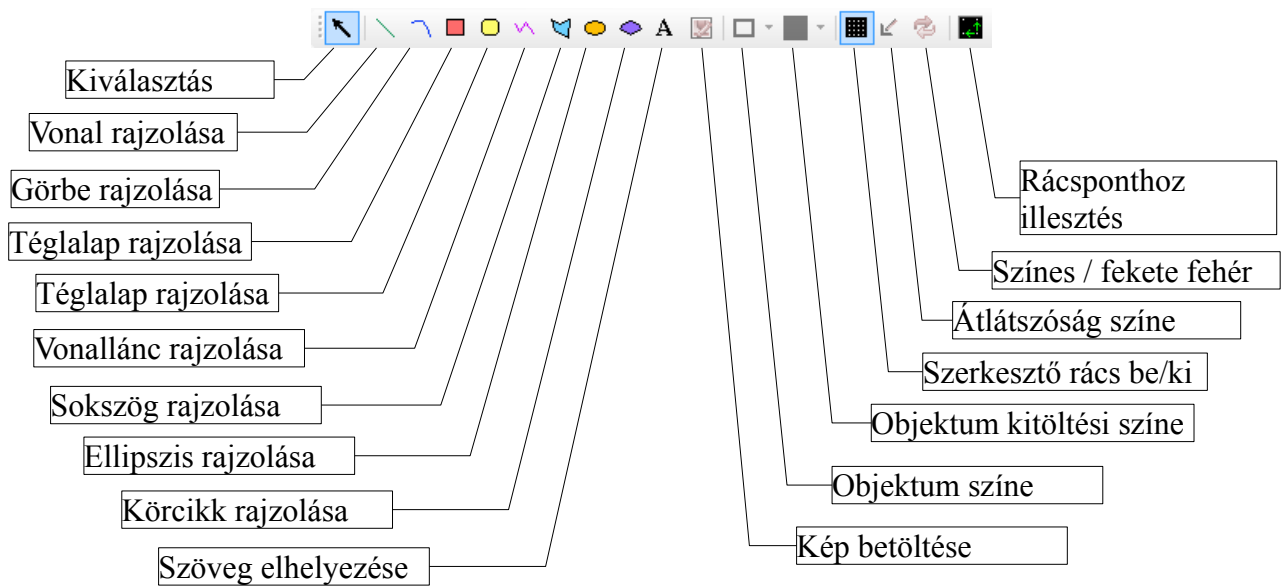 A
Kiválasztás
Vonal rajzolása
Görbe rajzolása
Téglalap rajzolása
Téglalap rajzolása
Vonallánc rajzolása
Sokszög rajzolása
Ellipszis rajzolása
Körcikk rajzolása
Szöveg elhelyezése
Rácsponthoz
illesztés
Színes / fekete fehér
Átlátszóság színe
Szerkesztő rács be/ki
Objektum kitöltési színe
Objektum színe
Kép betöltése